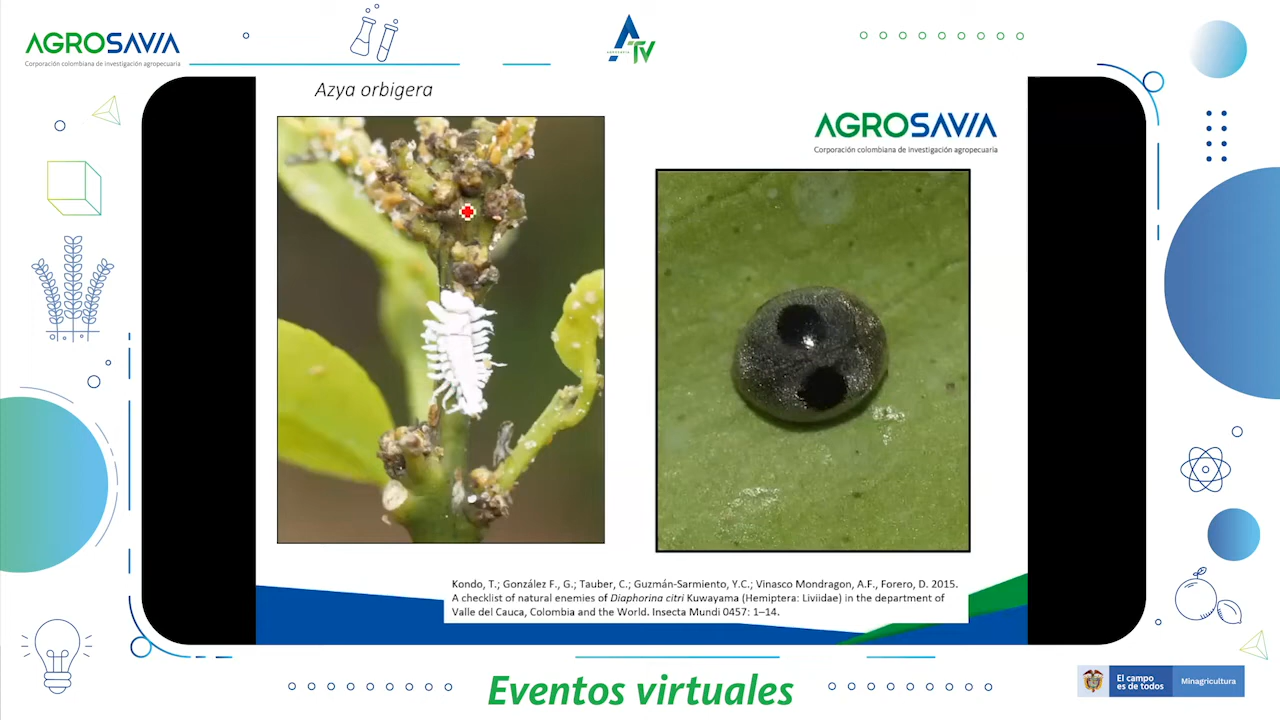 AGROSAVIA
Corporación colombiana de investigación agropecuaria
TV
Azya orbigera
AGROSAVIA
Corporación colombiana de investigación agropecuaria
Kondo, T.; González F., G.; Tauber, C.; Guzmán-Sarmiento, Y.C.; Vinasco Mondragon, A.F., Forero, D. 2015.
A checklist of natural enemies of Diaphorina citri Kuwayama (Hemiptera: Liviidae) in the department of
Valle del Cauca, Colombia and the World. Insecta Mundi 0457: 1–14.
Eventos virtuales
El campo
es de todos
Minagricultura